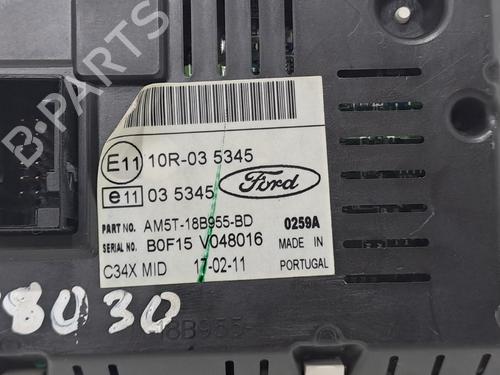 E11 10R-03 5345
e11 03 5345 Ford
PART NO. AM5T-18B955-BD 0259A
SERIAL NO. B0F15 V048016 MADE IN
C34X MID 17-02-11 PORTUGAL
8030
-18B955-
B-PARTS